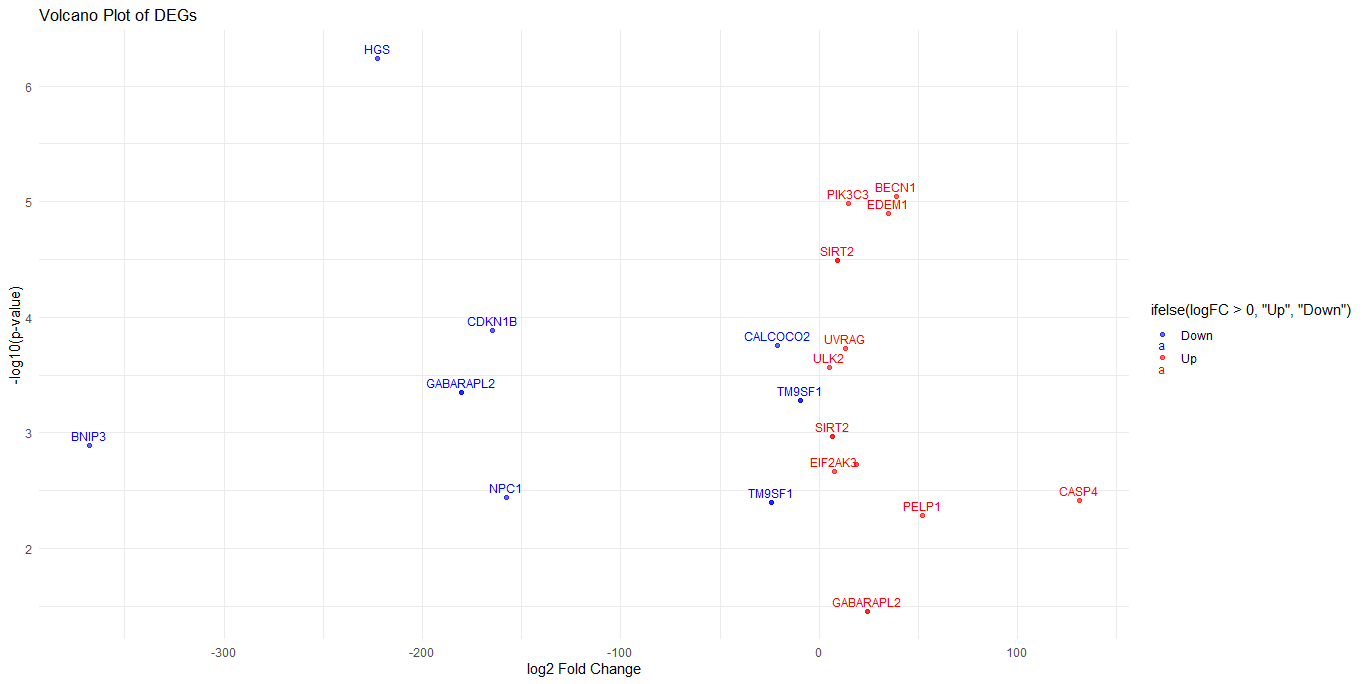 Volcano Plot of DEGs
HGS
6
BECN1
PIK3C3
5
EDEM1
SIRT2
-log10(p-value)
ifelse(logFC > 0, "Up", "Down")
4
CDKN1B
CALCOCO2
UVRAG
a Down
ULK2
a Up
GABARAPL2
TM9SF1
3
BNIP3
SIRT2
EIF2AK3
NPC1
TM9SF1
CASP4
PELP1
2
GABARAPL2
-300 -200 -100 0 100
log2 Fold Change